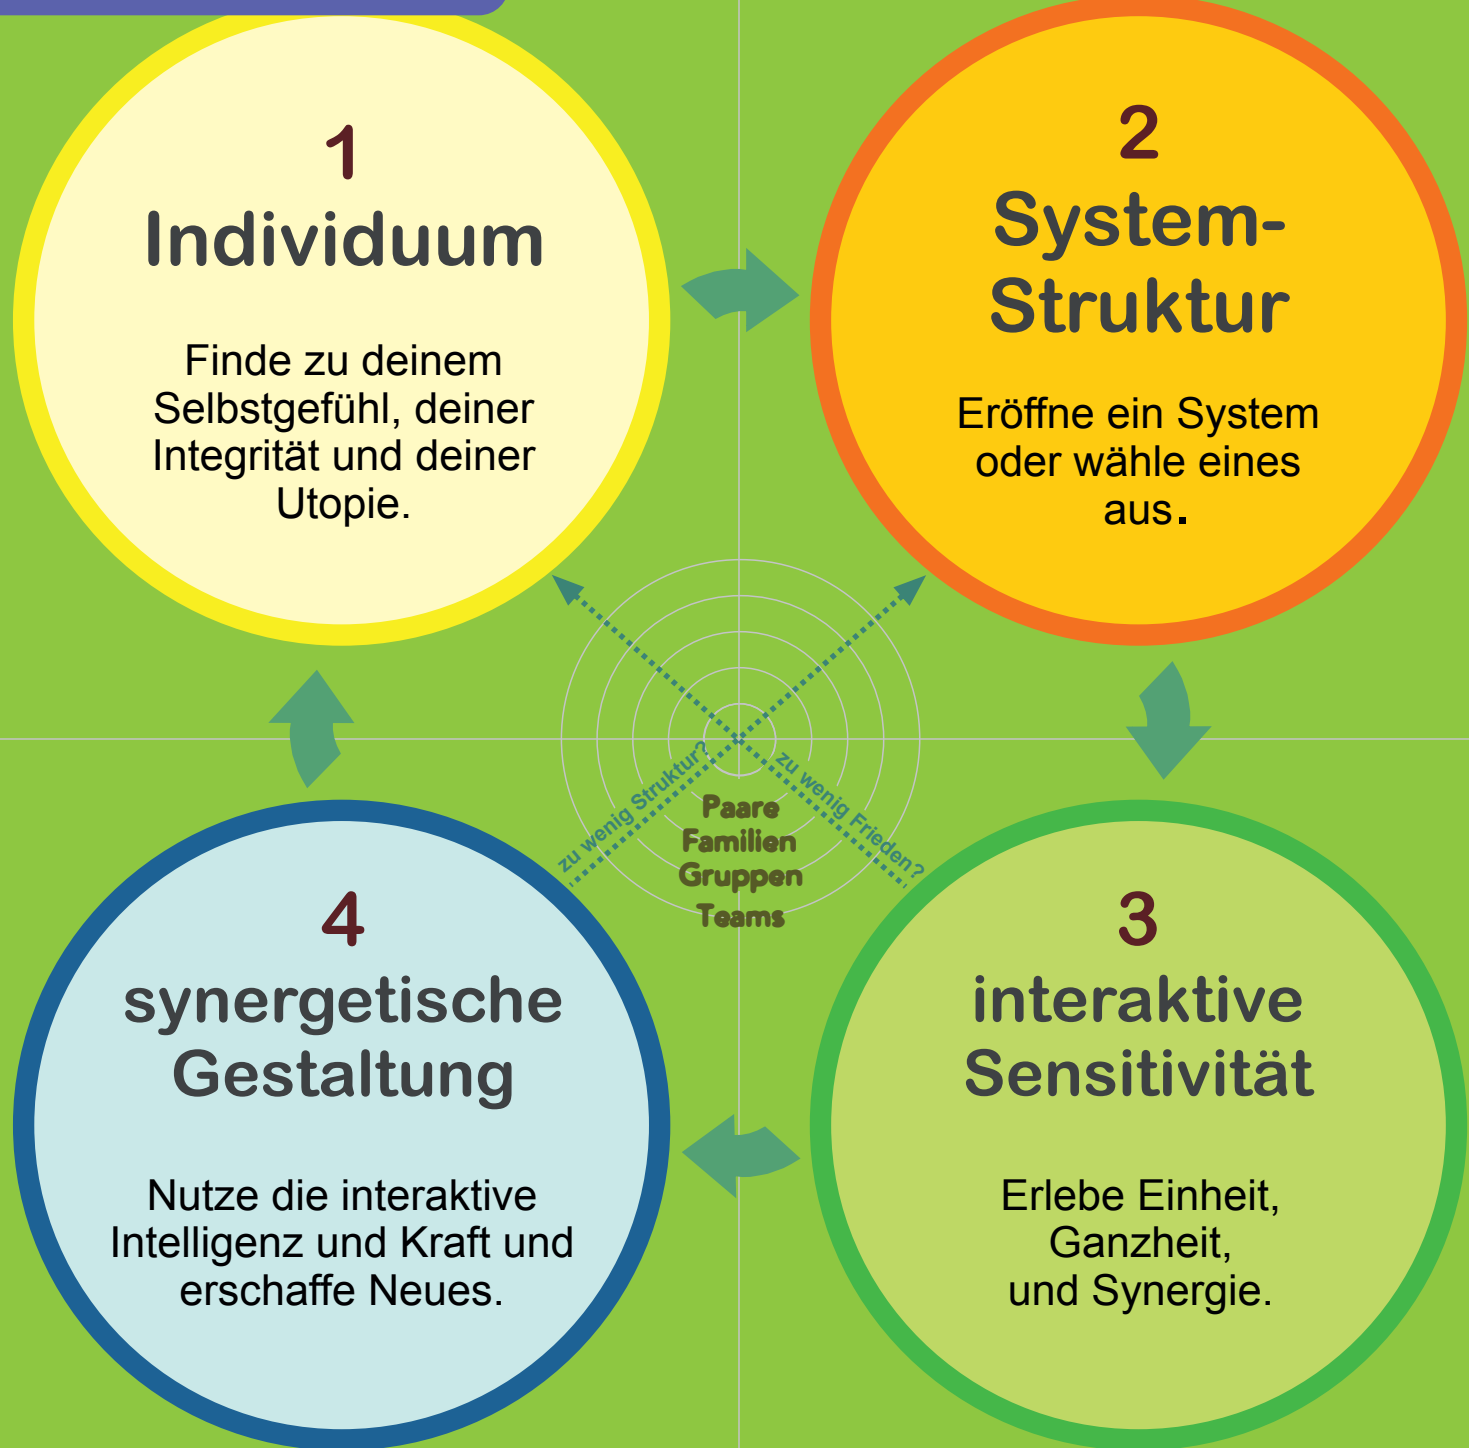 1
Individuum
Finde zu deinem
Selbstgefühl, deiner
Integrität und deiner
Utopie.
2
System-
Struktur
Eröffne ein System
oder wähle eines
aus.
zu wenig Struktur?
zu wenig Frieden?
Paare
Familien
Gruppen
Teams
4
synergetische
Gestaltung
Nutze die interaktive
Intelligenz und Kraft und
erschaffe Neues.
3
interaktive
Sensitivität
Erlebe Einheit,
Ganzheit,
und Synergie.